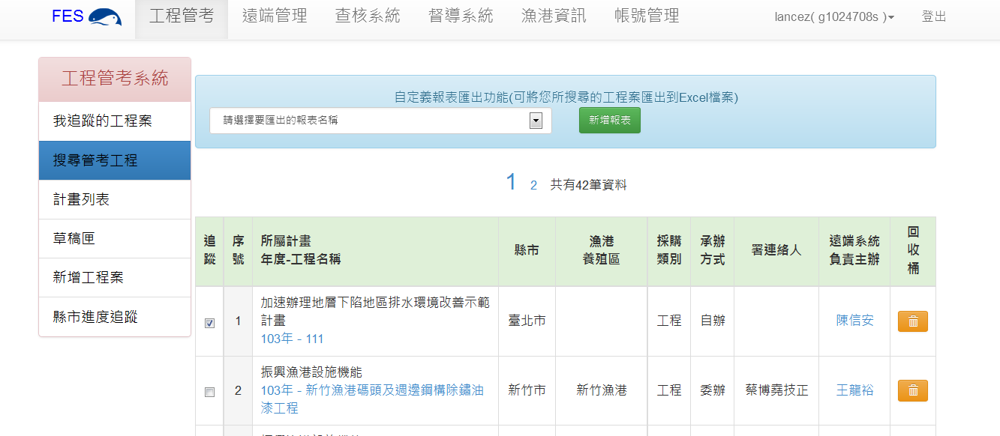 FES 工程管考 遠端管理 查核系統 督導系統 漁港資訊 帳號管理 lancez( g1024708s ) 登出
工程管考系統
我追蹤的工程案
搜尋管考工程
計畫列表
草稿匣
新增工程案
縣市進度追蹤
自定義報表匯出功能(可將您所搜尋的工程案匯出到Excel檔案)
請選擇要匯出的報表名稱 新增報表
1 2 共有42筆資料
追蹤 序號 所屬計畫 年度-工程名稱 縣市 漁港 養殖區 採購類別 承辦方式 署連絡人 遠端系統負責主辦 回收桶
1 加速辦理地層下陷地區排水環境改善示範 臺北市 工程 自辦 陳信安
計畫
103年 - 111
2 振興漁港設施機能 新竹市 新竹漁港 工程 委辦 蔡博堯技正 王龍裕
103年 - 新竹漁港碼頭及週邊鋼構除鏽油
漆工程